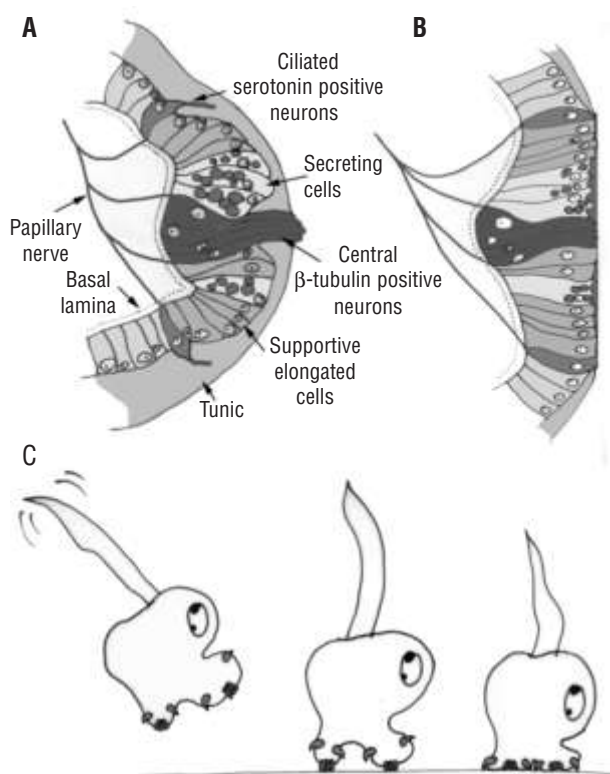 A
B
Ciliated
serotonin positive
neurons
Secreting
cells
Papillary
nerve
Central
β-tubulin positive
neurons
Basal
lamina
Supportive
elongated
cells
Tunic
C